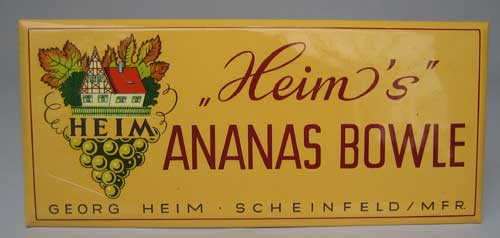 HEIM
„Heim's"
ANANAS BOWLE
GEORG HEIM · SCHEINFELD/MFR.